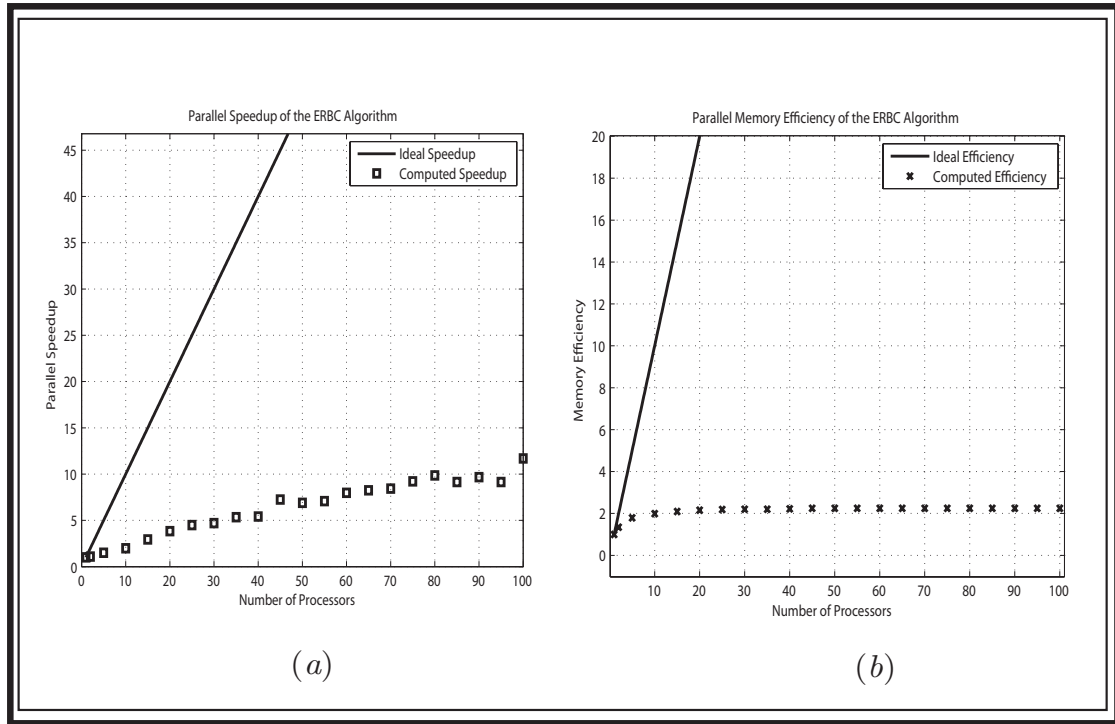 Parallel Speedup of the ERBC Algorithm
45
40
35
30
25
20
15
10
5
0
Parallel Speedup
Ideal Speedup
Computed Speedup
0 10 20 30 40 50 60 70 80 90 100
Number of Processors
(a)
Parallel Memory Efficiency of the ERBC Algorithm
20
18
16
14
12
10
8
6
4
2
0
Memory Efficiency
Ideal Efficiency
Computed Efficiency
10 20 30 40 50 60 70 80 90 100
Number of Processors
(b)